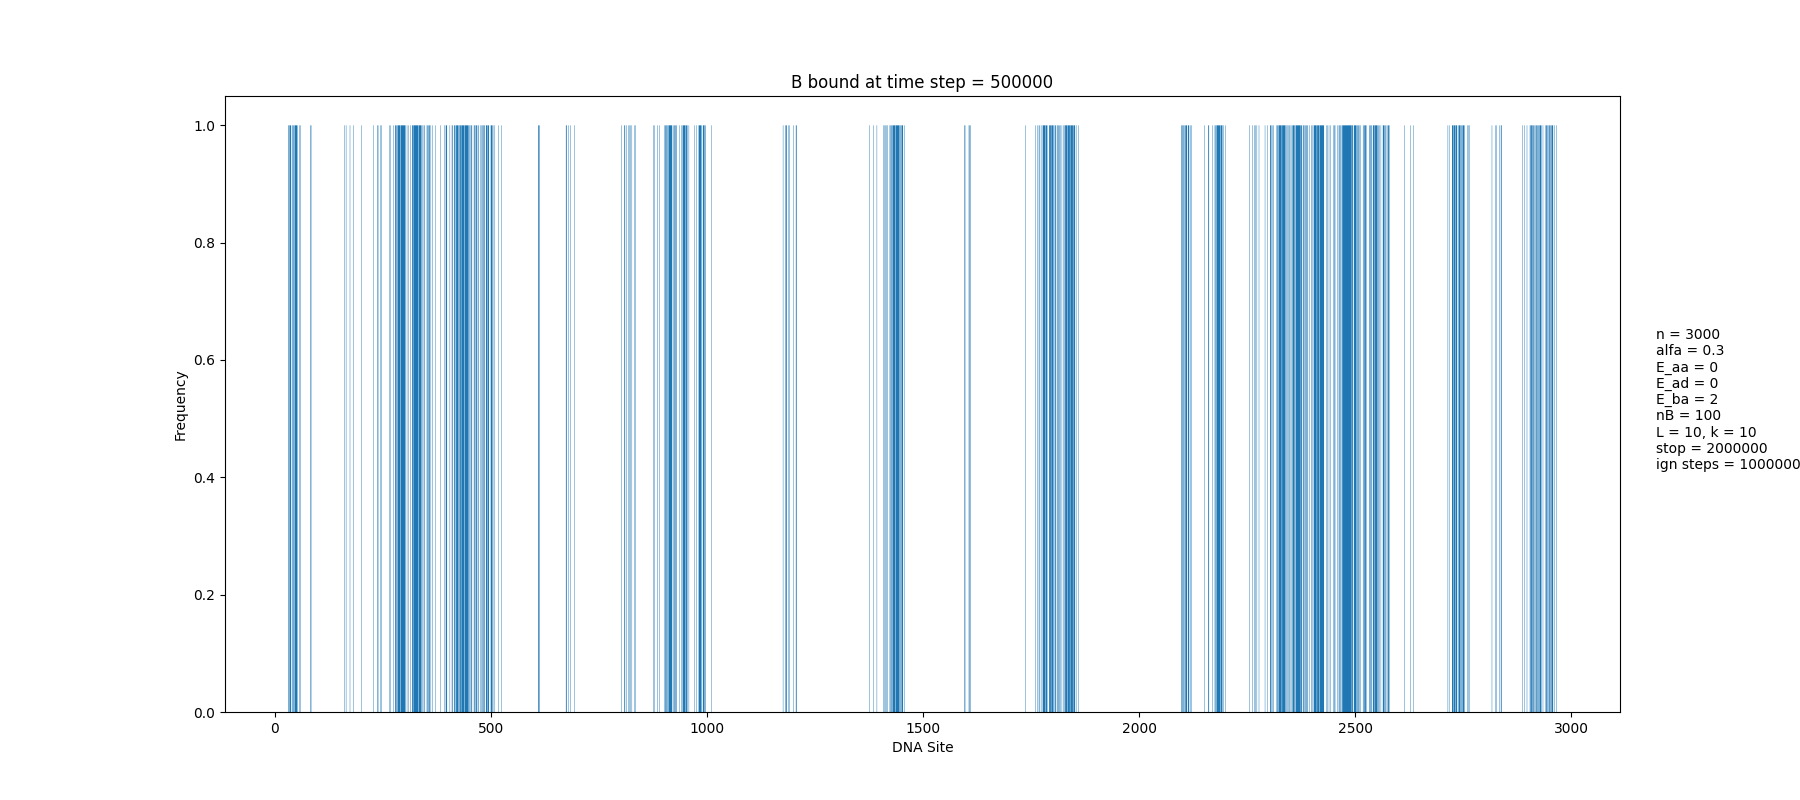 B bound at time step = 500000
1.0
0.8
0.6
0.4
0.2
0.0
Frequency
0 500 1000 1500 2000 2500 3000
DNA Site
n = 3000
alfa = 0.3
E_aa = 0
E_ad = 0
E_ba = 2
nB = 100
L = 10, k = 10
stop = 2000000
ign steps = 1000000